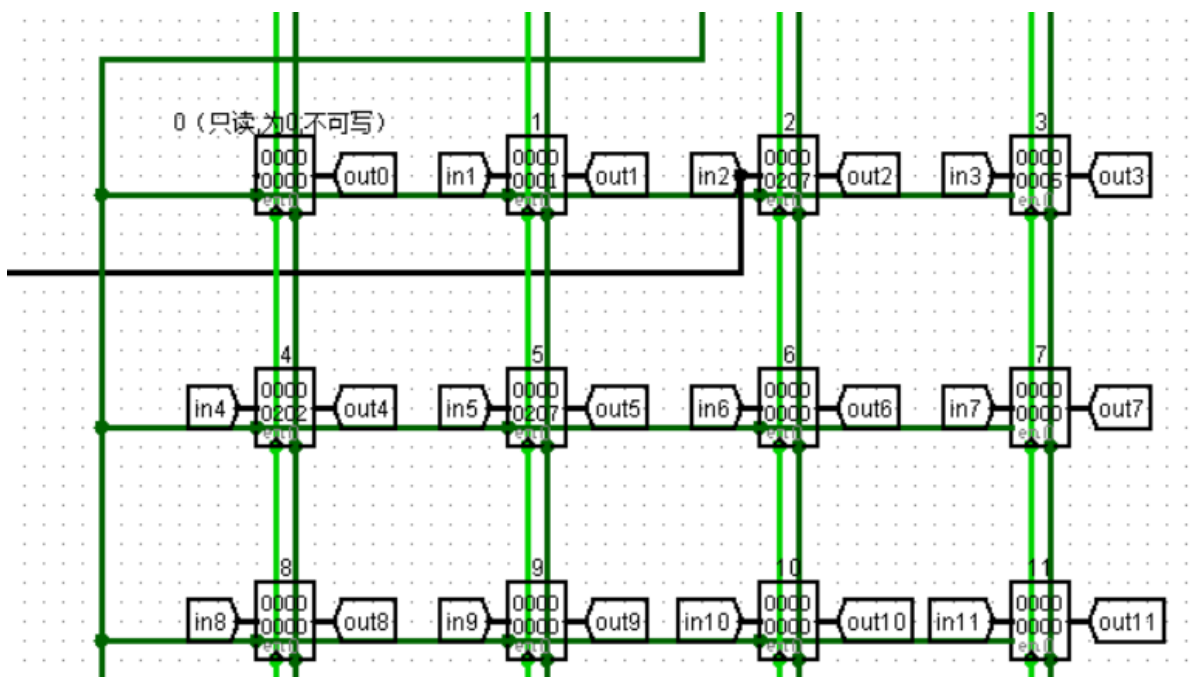 0（只读,为0,不可写）
1
2
3
0000
0000
out0
in1
0000
0001
out1
in2
0000
0207
out2
in3
0000
0005
out3
4
5
6
7
in4
0000
0202
out4
in5
0000
0207
out5
in6
0000
0000
out6
in7
0000
0000
out7
8
9
10
11
in8
0000
0000
out8
in9
0000
0000
out9
in10
0000
0000
out10
in11
0000
0000
out11